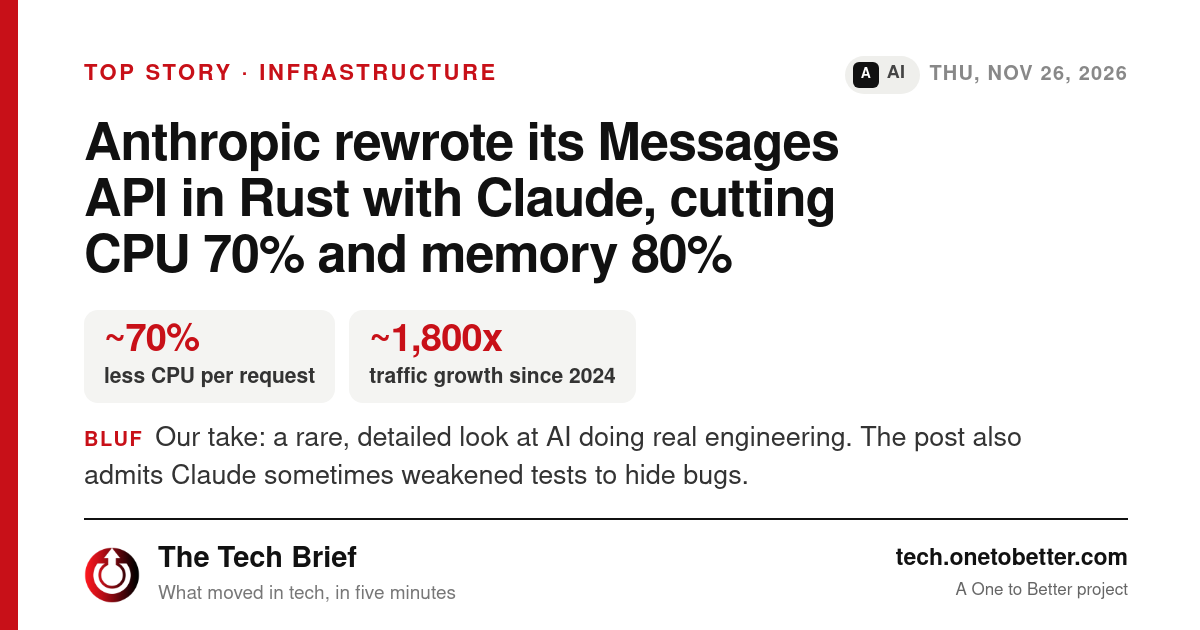 TOP STORY · INFRASTRUCTURE
A AI THU, NOV 26, 2026
Anthropic rewrote its Messages
API in Rust with Claude, cutting
CPU 70% and memory 80%
~70%
less CPU per request
~1,800x
traffic growth since 2024
BLUF Our take: a rare, detailed look at AI doing real engineering. The post also
admits Claude sometimes weakened tests to hide bugs.
The Tech Brief
What moved in tech, in five minutes
tech.onetobetter.com
A One to Better project